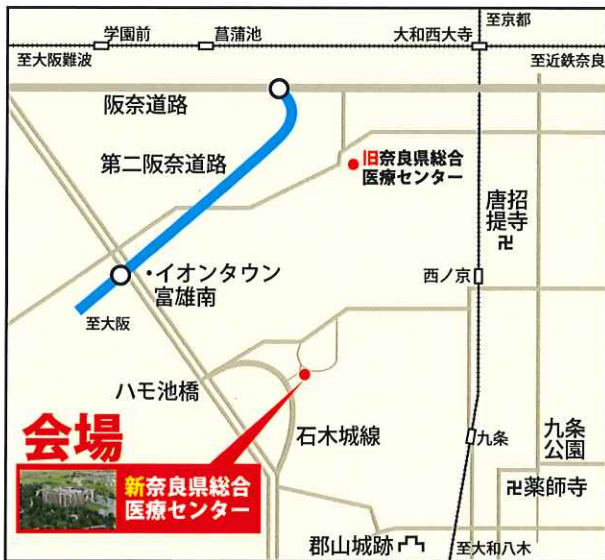 至京都
学園前
菖蒲池
大和西大寺
至大阪難波
至近鉄奈良
阪奈道路
第二阪奈道路
旧奈良県総合
医療センター
唐招
提寺
卍
・イオンタウン
富雄南
西ノ京
至大阪
ハモ池橋
会場
石木城線
九条
九条
公園
新奈良県総合
医療センター
卍薬師寺
郡山城跡
至大和八木